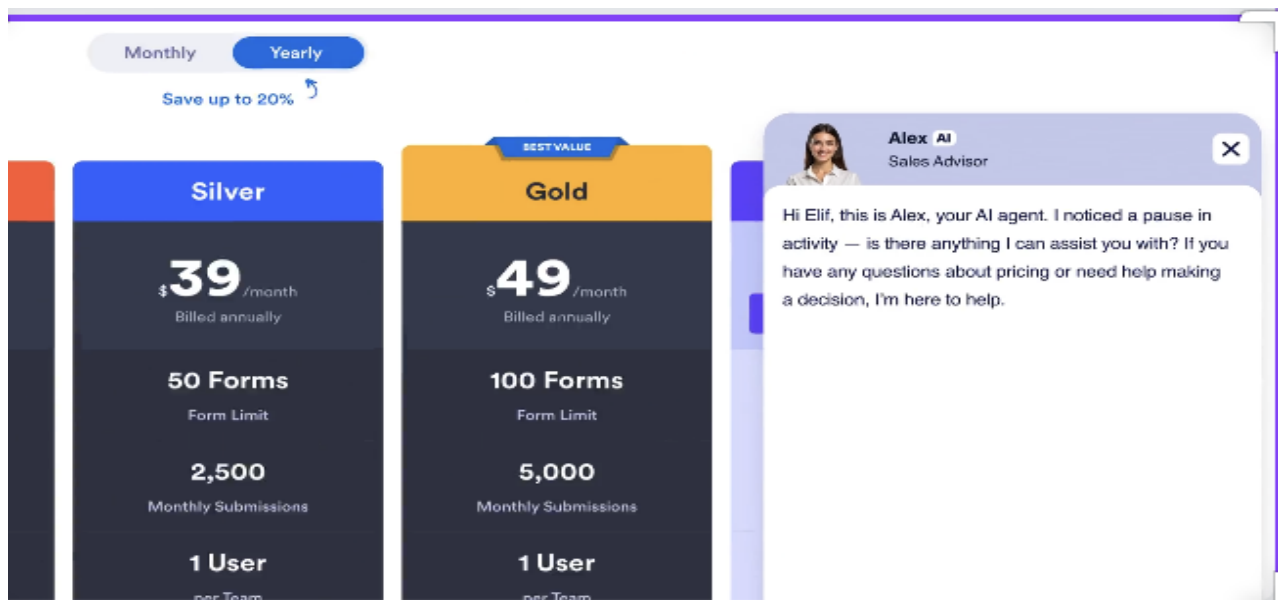 Monthly
Yearly
Save up to 20%
Silver
$39/month
Billed annually
50 Forms
Form Limit
2,500
Monthly Submissions
1 User
per Team
BEST VALUE
Gold
$49/month
Billed annually
100 Forms
Form Limit
5,000
Monthly Submissions
1 User
per Team
Alex AI
Sales Advisor
Hi Elif, this is Alex, your AI agent. I noticed a pause in
activity — is there anything I can assist you with? If you
have any questions about pricing or need help making
a decision, I'm here to help.